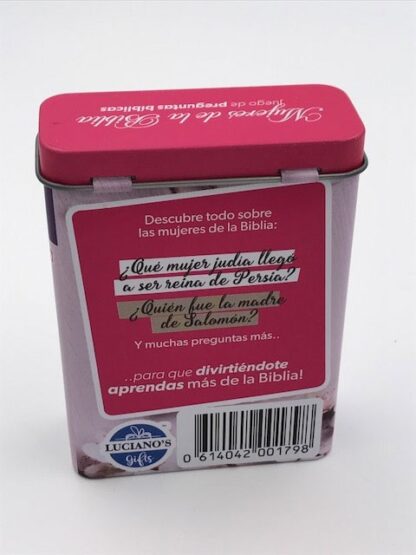 Mujeres de la Biblia
juego de preguntas bíblicas
Descubre todo sobre
las mujeres de la Biblia:
¿Qué mujer judía llegó
a ser reina de Persia?
¿Quién fue la madre
de Salomón?
Y muchas preguntas más..
..para que divirtiéndote
aprendas más de la Biblia!
LUCIANO'S
gifts
0 614042 001798